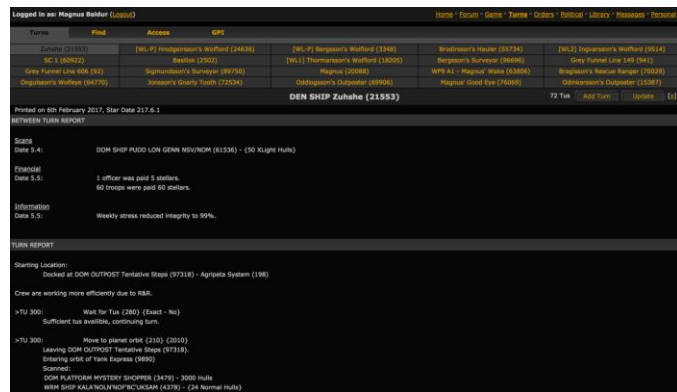 Logged in as: Magnus Baldur (Logout)
Home · Forum · Game · Turns · Orders · Political · Library · Messages · Personal
Turns Find Access GPI
Zuhshe (21553) [WL-P] Hrodgeirsson's Wolford (24636) [WL-P] Bergsson's Wolford (3348) Brodirsson's Hauler (55734) [WL2] Ingvarsson's Wolford (9514)
SC 1 (60922) Basilisk (2502) [WL1] Thormarsson's Wolford (18205) Bergsson's Surveyor (96696) Grey Funnel Line 149 (941)
Grey Funnel Line 606 (92) Sigmundsson's Surveyor (89750) Magnus (20088) WP9 A1 - Magnus' Wake (63806) Bragisson's Rescue Ranger (70029)
Ongulsson's Wolfeye (64770) Jonsson's Gnarly Tooth (72534) Oddlogsson's Outposter (69906) Magnus' Good Eye (76069) Odinkarsson's Outposter (15387)
DEN SHIP Zuhshe (21553) 72 Tus Add Turn Update [x]
Printed on 6th February 2017, Star Date 217.6.1
BETWEEN TURN REPORT
Scans
Date 5.4: DOM SHIP PUDD LON GENN NSV/NOM (61536) - {50 XLight Hulls}
Financial
Date 5.5: 1 officer was paid 5 stellars.
60 troops were paid 60 stellars.
Information
Date 5.5: Weekly stress reduced integrity to 99%.
TURN REPORT
Starting Location:
Docked at DOM OUTPOST Tentative Steps (97318) - Agripeta System (198)
Crew are working more efficiently due to R&R.
>TU 300: Wait for Tus {280} {Exact - No}
Sufficient tus availible, continuing turn.
>TU 300: Move to planet orbit {210} {2010}
Leaving DOM OUTPOST Tentative Steps (97318).
Entering orbit of Yank Express (9890)
Scanned:
DOM PLATFORM MYSTERY SHOPPER (3479) - 3000 Hulls
WRM SHIP KALA'NOLN'NOF'BC'UKSAM (4378) - {24 Normal Hulls}